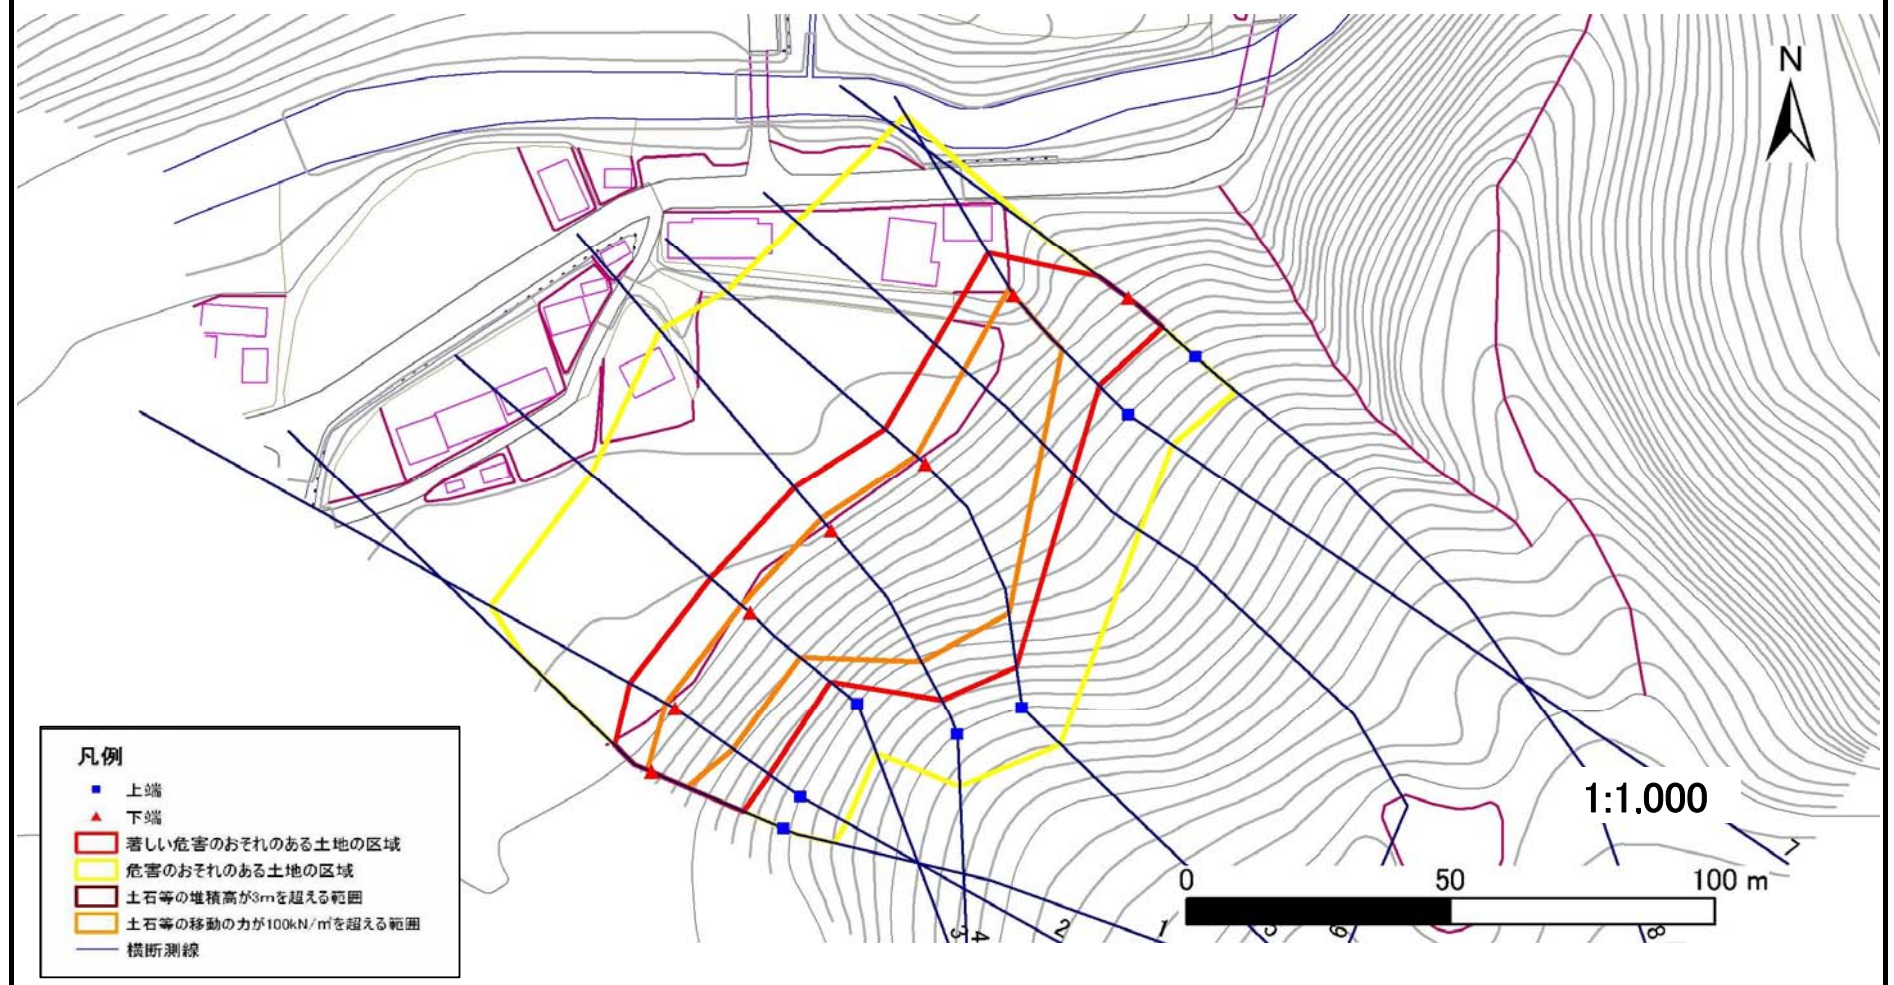 N
凡例
上端
下端
著しい危害のおそれのある土地の区域
危害のおそれのある土地の区域
土石等の堆積高が3mを超える範囲
土石等の移動の力が100kN/㎡を超える範囲
横断測線
1:1.000
0 50 100 m
7
3 4 2 1 5 6 8